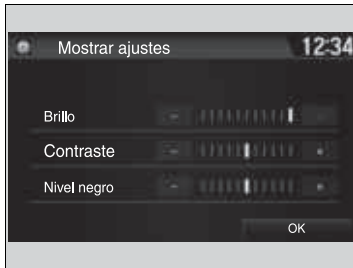 Mostrar ajustes 12:34
Brillo
Contraste
Nivel negro
OK